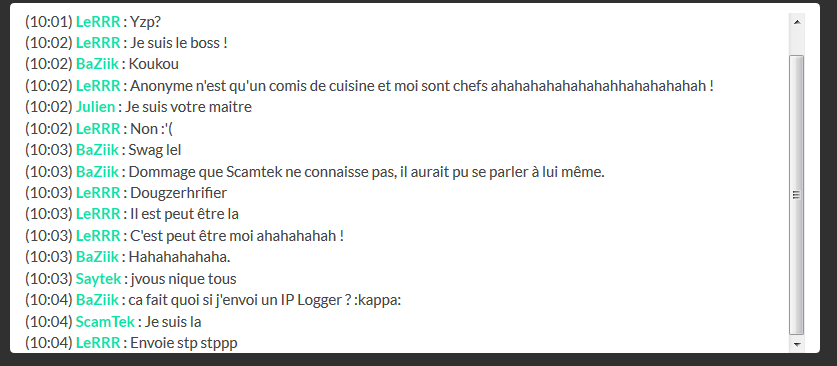 (10:01) LeRRR : Yzp?
(10:02) LeRRR : Je suis le boss !
(10:02) BaZiik : Koukou
(10:02) LeRRR : Anonyme n'est qu'un comis de cuisine et moi sont chefs ahahahahahahahahhahahahahah !
(10:02) Julien : Je suis votre maitre
(10:02) LeRRR : Non :'(
(10:03) BaZiik : Swag lel
(10:03) BaZiik : Dommage que Scamtek ne connaisse pas, il aurait pu se parler à lui même.
(10:03) LeRRR : Dougzerhrifier
(10:03) LeRRR : Il est peut être la
(10:03) LeRRR : C'est peut être moi ahahahahah !
(10:03) BaZiik : Hahahahahaha.
(10:03) Saytek : jvous nique tous
(10:04) BaZiik : ca fait quoi si j'envoi un IP Logger ? :kappa:
(10:04) ScamTek : Je suis la
(10:04) LeRRR : Envoie stp stppp